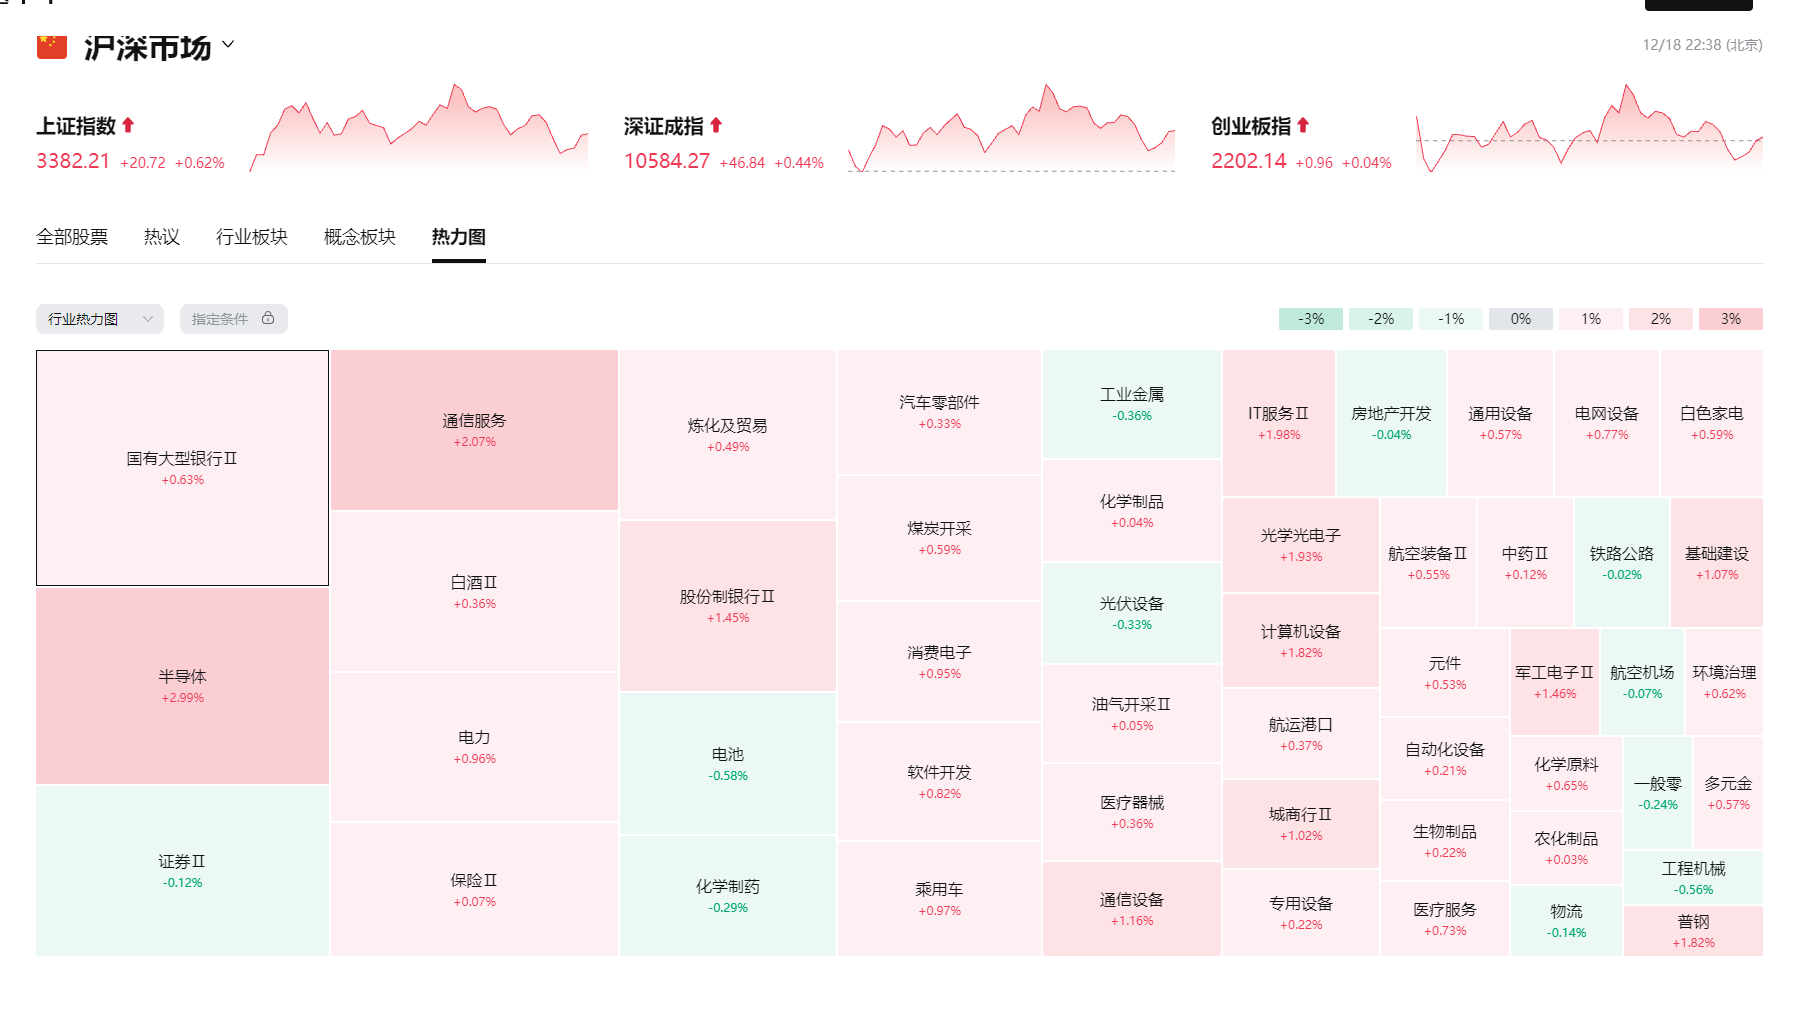 沪深市场
12/18 22:38 (北京)
上证指数
3382.21 +20.72 +0.62%
深证成指
10584.27 +46.84 +0.44%
创业板指
2202.14 +0.96 +0.04%
全部股票 热议 行业板块 概念板块 热力图
行业热力图 指定条件
-3% -2% -1% 0% 1% 2% 3%
国有大型银行Ⅱ
+0.63%
半导体
+2.99%
证券Ⅱ
-0.12%
通信服务
+2.07%
白酒Ⅱ
+0.36%
电力
+0.96%
保险Ⅱ
+0.07%
炼化及贸易
+0.49%
股份制银行Ⅱ
+1.45%
电池
-0.58%
化学制药
-0.29%
汽车零部件
+0.33%
煤炭开采
+0.59%
消费电子
+0.95%
软件开发
+0.82%
乘用车
+0.97%
工业金属
-0.36%
化学制品
+0.04%
光伏设备
-0.33%
油气开采Ⅱ
+0.05%
医疗器械
+0.36%
通信设备
+1.16%
IT服务Ⅱ
+1.98%
房地产开发
-0.04%
通用设备
+0.57%
电网设备
+0.77%
白色家电
+0.59%
光学光电子
+1.93%
计算机设备
+1.82%
航运港口
+0.37%
城商行Ⅱ
+1.02%
专用设备
+0.22%
航空装备Ⅱ
+0.55%
中药Ⅱ
+0.12%
铁路公路
-0.02%
基础建设
+1.07%
元件
+0.53%
自动化设备
+0.21%
生物制品
+0.22%
医疗服务
+0.73%
军工电子Ⅱ
+1.46%
航空机场
-0.07%
环境治理
+0.62%
化学原料
+0.65%
农化制品
+0.03%
物流
-0.14%
一般零
-0.24%
多元金
+0.57%
工程机械
-0.56%
普钢
+1.82%